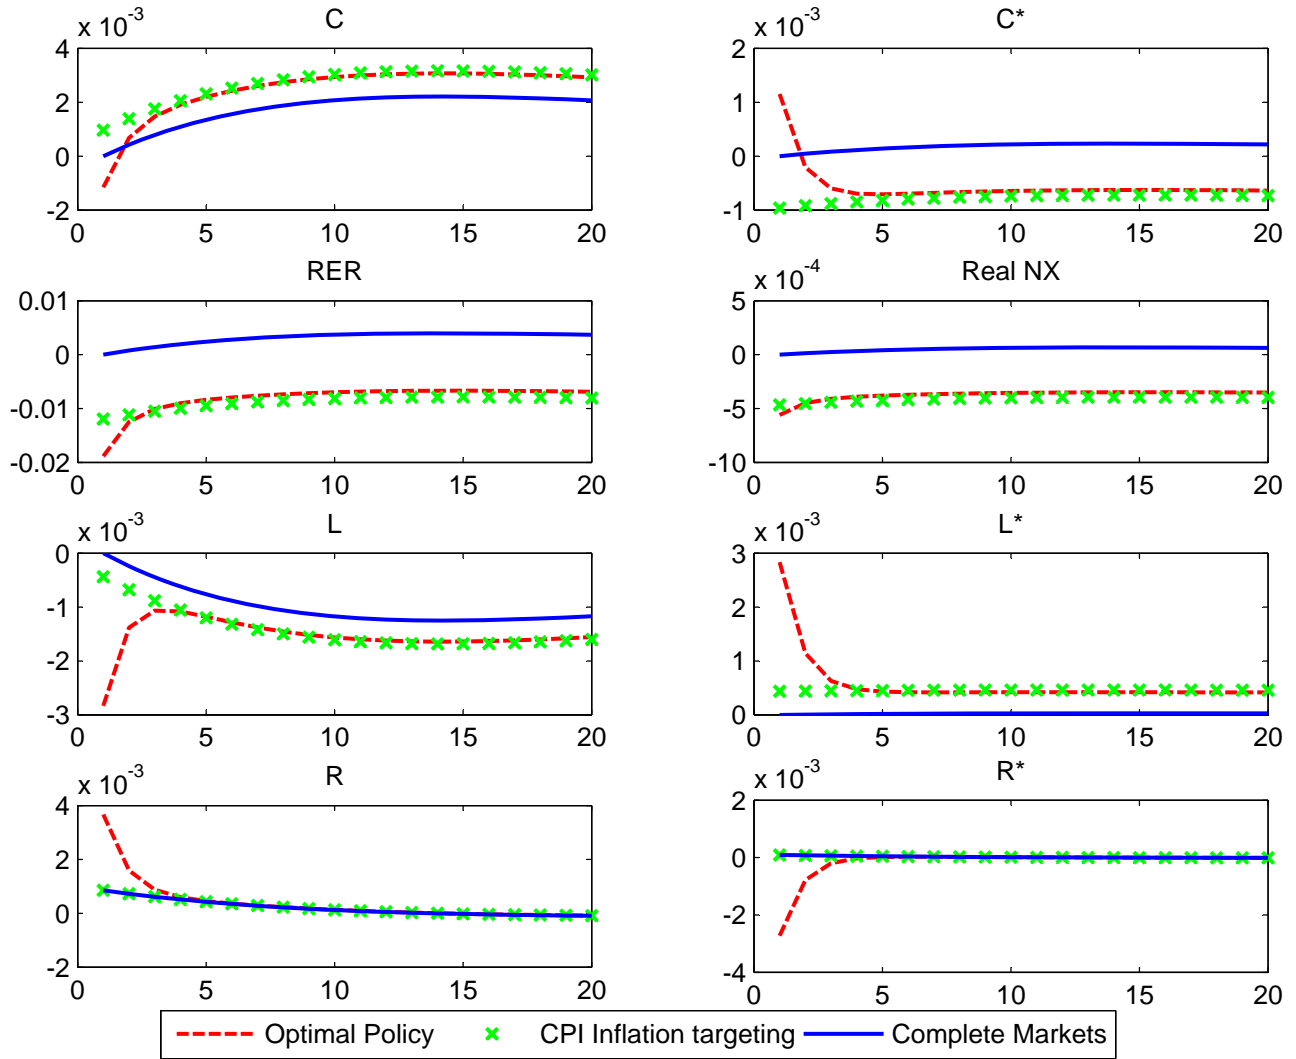 x 10^-3 C
4
2
0
-2
0 5 10 15 20
x 10^-3 C*
2
1
0
-1
0 5 10 15 20
RER
0.01
0
-0.01
-0.02
0 5 10 15 20
x 10^-4 Real NX
5
0
-5
-10
0 5 10 15 20
x 10^-3 L
0
-1
-2
-3
0 5 10 15 20
x 10^-3 L*
3
2
1
0
0 5 10 15 20
x 10^-3 R
4
2
0
-2
0 5 10 15 20
x 10^-3 R*
2
0
-2
-4
0 5 10 15 20
Optimal Policy CPI Inflation targeting Complete Markets